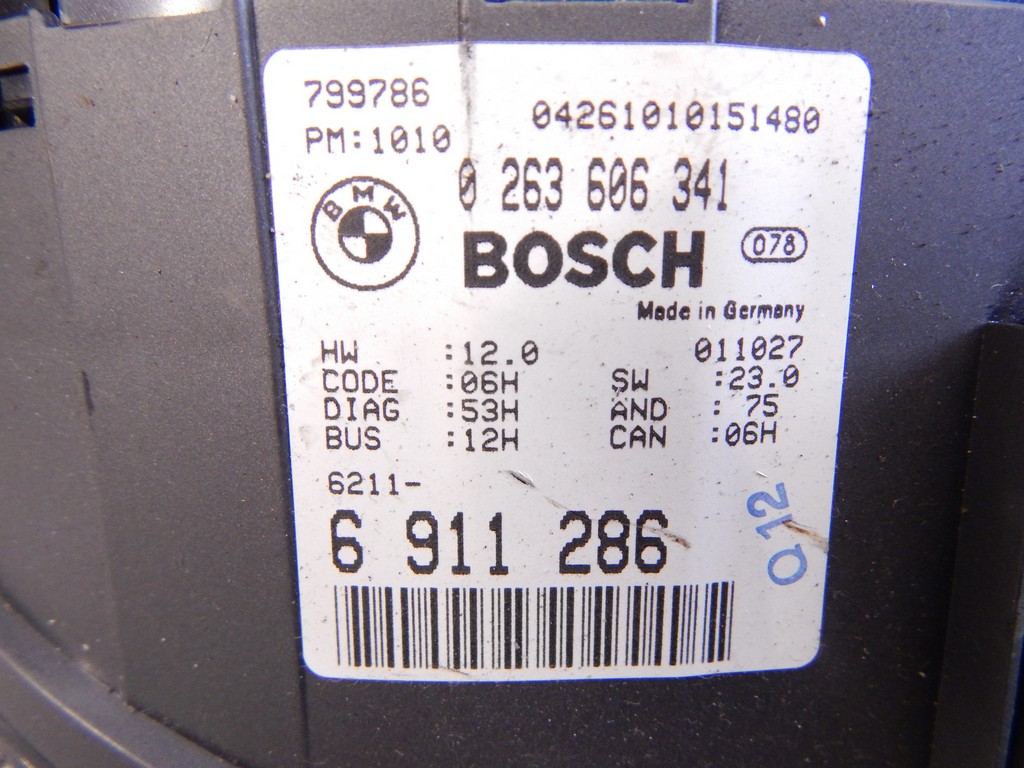 799786
04261010151480
PM:1010
0 263 606 341
BMW
BOSCH 078
Made in Germany
HW :12.0 011027
CODE :06H SW :23.0
DIAG :53H AND : 75
BUS :12H CAN :06H
6211-
6 911 286
Q12